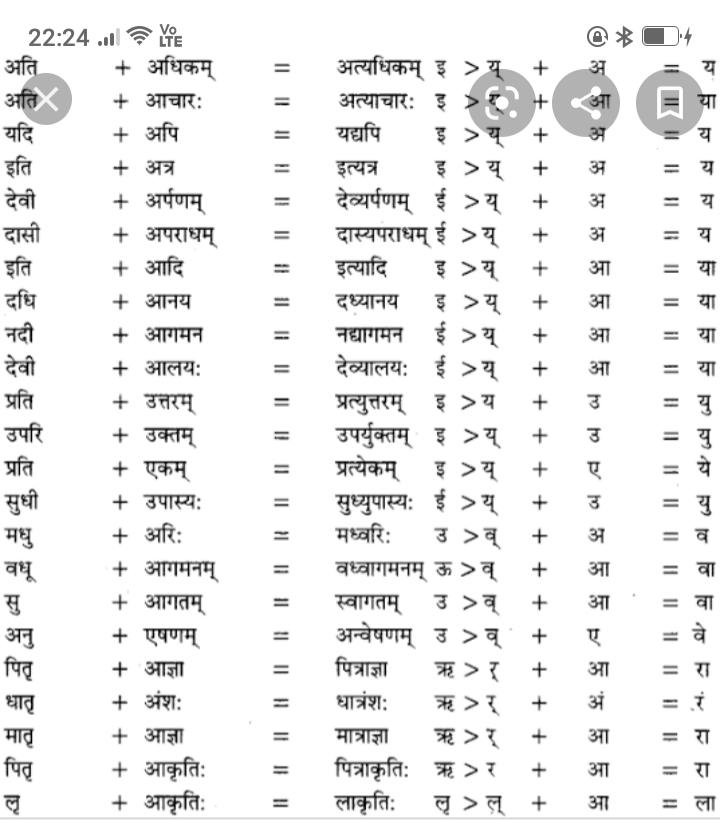 22:24 Vo LTE
अति + अधिकम् = अत्यधिकम् इ > य् + अ = य
अति + आचारः = अत्याचारः इ > य् + आ = या
यदि + अपि = यद्यपि इ > य् + अ = य
इति + अत्र = इत्यत्र इ > य् + अ = य
देवी + अर्पणम् = देव्यर्पणम् ई > य् + अ = य
दासी + अपराधम् = दास्यपराधम् ई > य् + अ = य
इति + आदि = इत्यादि इ > य् + आ = या
दधि + आनय = दध्यानय इ > य् + आ = या
नदी + आगमन = नद्यागमन ई > य् + आ = या
देवी + आलयः = देव्यालयः ई > य् + आ = या
प्रति + उत्तरम् = प्रत्युत्तरम् इ > य + उ = यु
उपरि + उक्तम् = उपर्युक्तम् इ > य् + उ = यु
प्रति + एकम् = प्रत्येकम् इ > य् + ए = ये
सुधी + उपास्यः = सुध्युपास्यः ई > य् + उ = यु
मधु + अरिः = मध्वरिः उ > व् + अ = व
वधू + आगमनम् = वध्वागमनम् ऊ > व् + आ = वा
सु + आगतम् = स्वागतम् उ > व् + आ = वा
अनु + एषणम् = अन्वेषणम् उ > व् + ए = वे
पितृ + आज्ञा = पित्राज्ञा ऋ > र् + आ = रा
धातृ + अंशः = धात्रंशः ऋ > र् + अं = रं
मातृ + आज्ञा = मात्राज्ञा ऋ > र् + आ = रा
पितृ + आकृतिः = पित्राकृतिः ऋ > र + आ = रा
लृ + आकृतिः = लाकृतिः लृ > ल् + आ = ला